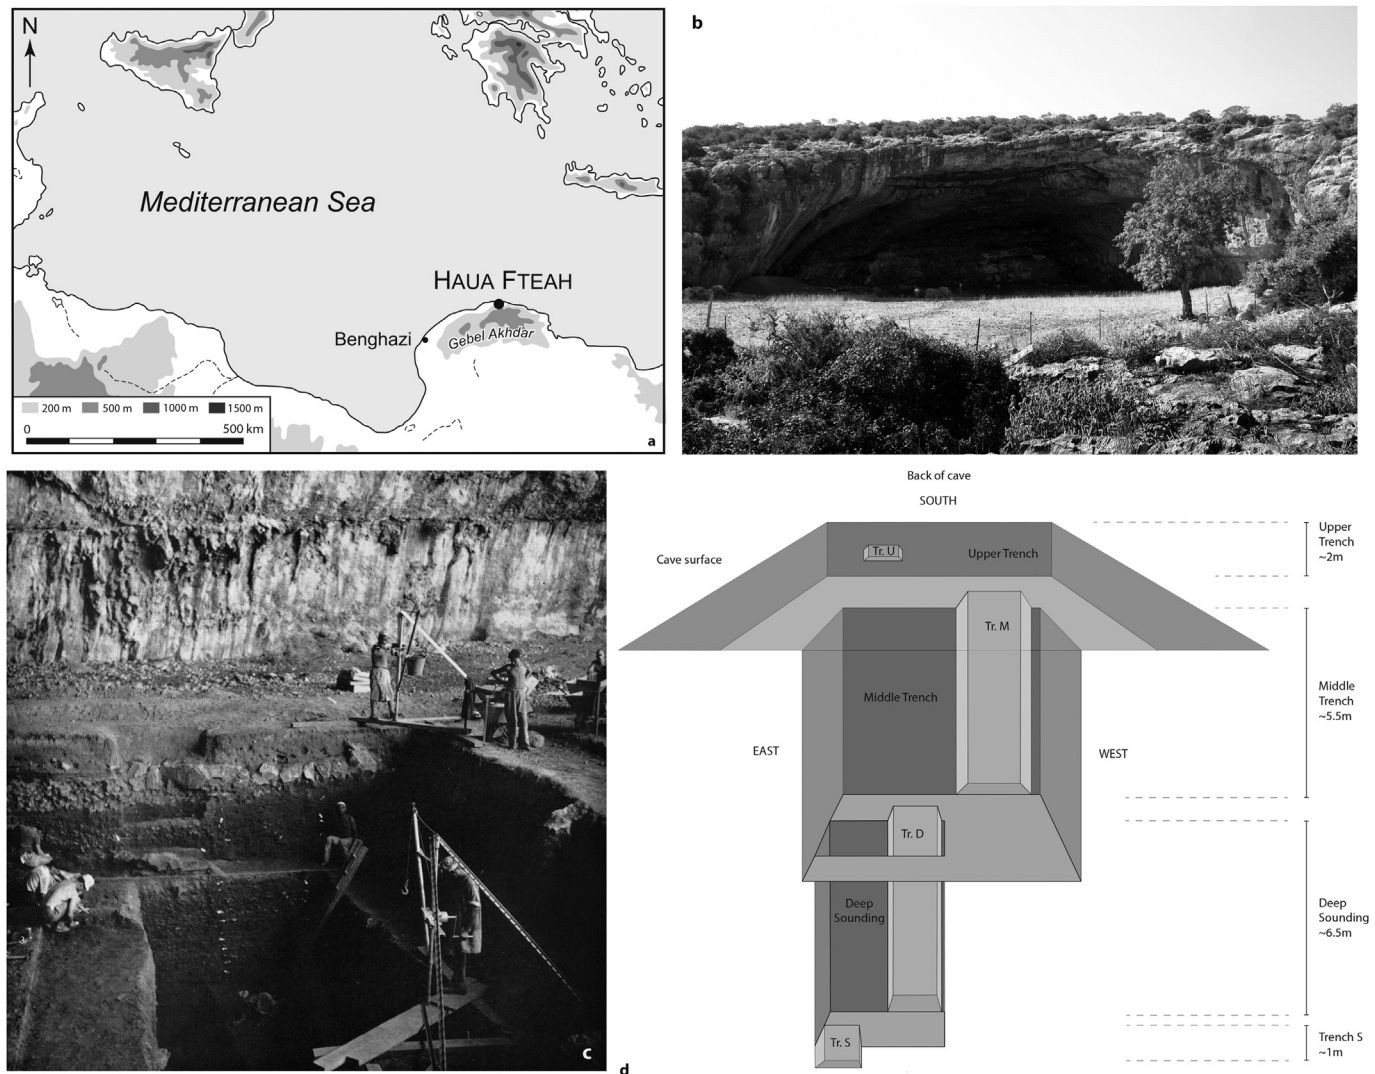 N
Mediterranean Sea
HAUA FTEAH
Benghazi
Gebel Akhdar
200 m 500 m 1000 m 1500 m
0 500 km
a
b
c
Back of cave
SOUTH
Cave surface
Tr. U
Upper Trench
Upper
Trench
~2m
Tr. M
Middle Trench
Middle
Trench
~5.5m
EAST
WEST
Tr. D
Deep
Sounding
Deep
Sounding
~6.5m
Tr. S
Trench S
~1m
d